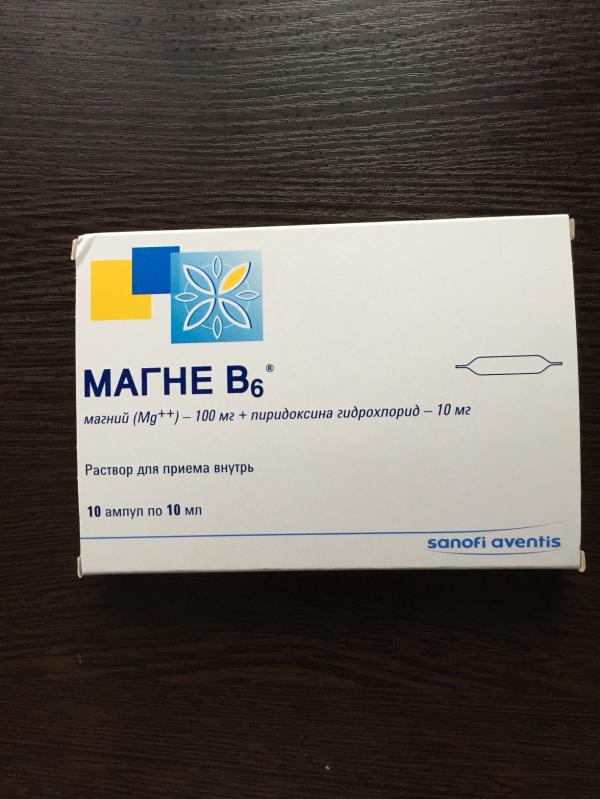 МАГНЕ В6®
магний (Mg++) – 100 мг + пиридоксина гидрохлорид – 10 мг
Раствор для приема внутрь
10 ампул по 10 мл
sanofi aventis